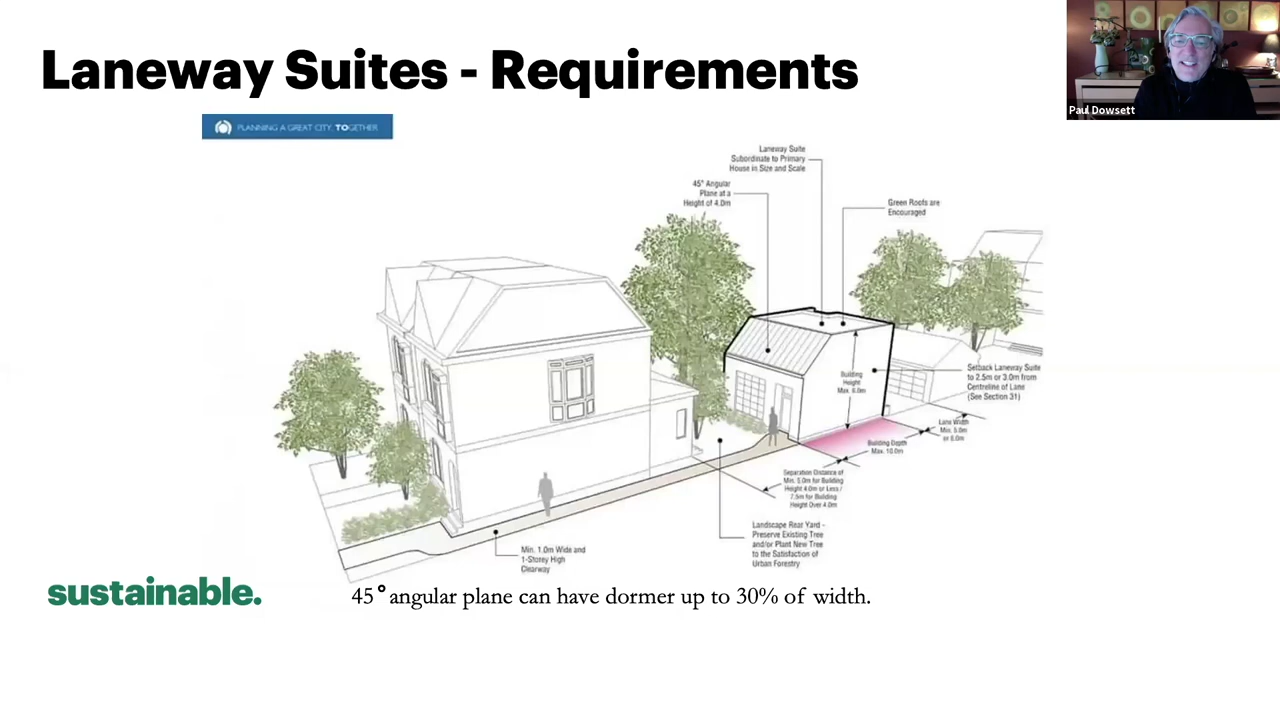 Laneway Suites - Requirements
Paul Dowsett
PLANNING A GREAT CITY. TOGETHER
Laneway Suite
Subordinate to Primary
House in Size and Scale
45° Angular
Plane at a
Height of 4.0m
Green Roofs are
Encouraged
Building
Height
Max. 6.0m
Setback Laneway Suite
to 2.5m or 3.0m from
Centreline of Lane
(See Section 31)
Lane Width
Min. 5.0m
or 6.0m
Building Depth
Max. 10.0m
Separation Distance of
Min. 5.0m for Building
Height 4.0m or Less /
7.5m for Building
Height Over 4.0m
Landscape Rear Yard -
Preserve Existing Tree
and/or Plant New Tree
to the Satisfaction of
Urban Forestry
Min. 1.0m Wide and
1-Storey High
Clearway
sustainable.
45° angular plane can have dormer up to 30% of width.